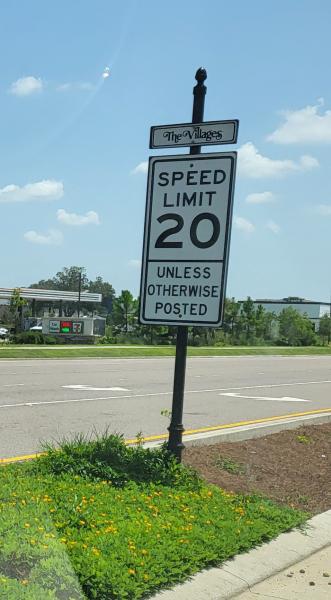 The Villages
SPEED
LIMIT
20
UNLESS
OTHERWISE
POSTED